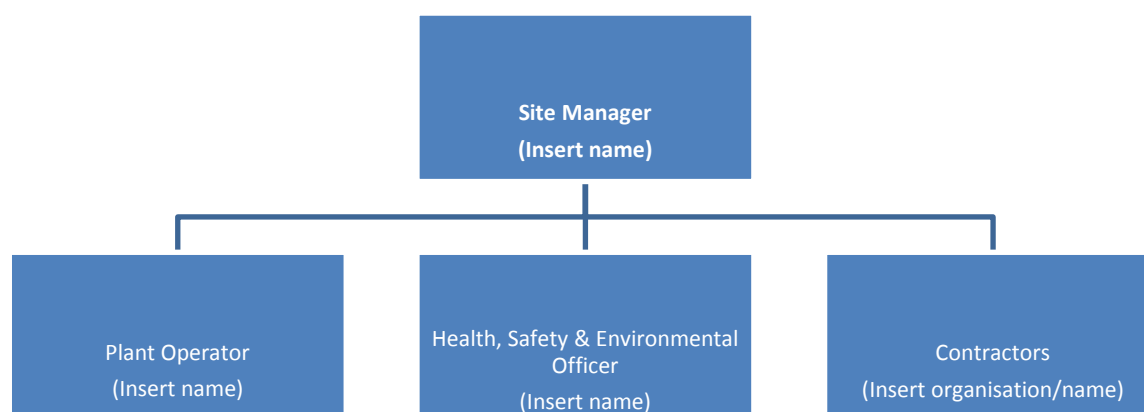 Site Manager
(Insert name)
Plant Operator
(Insert name)
Health, Safety & Environmental
Officer
(Insert name)
Contractors
(Insert organisation/name)